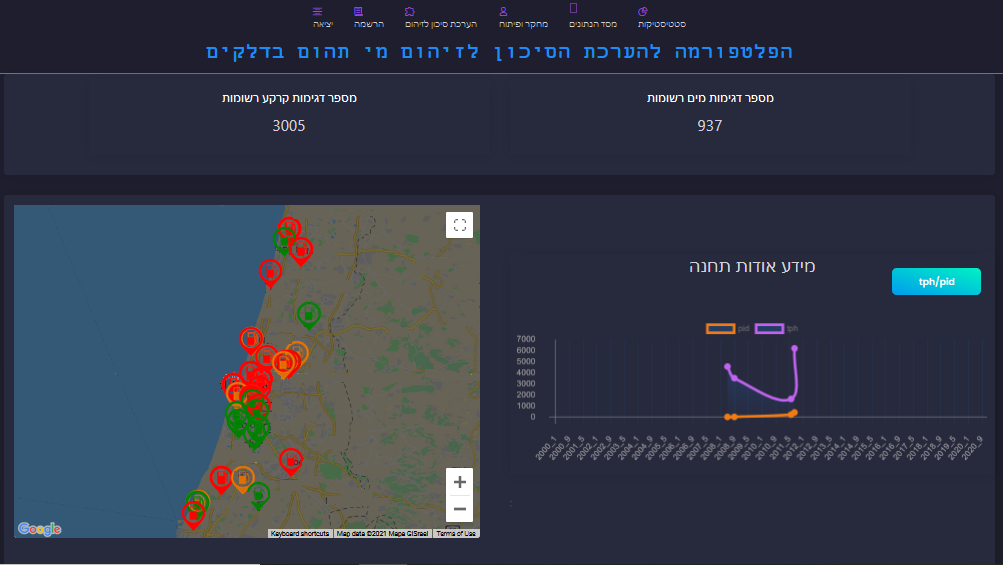 סטטיסטיקות
מסד הנתונים
מחקר ופיתוח
הערכת סיכון לזיהום
הרשמה
יציאה
הפלטפורמה להערכת הסיכון לזיהום מי תהום בדלקים
מספר דגימות מים רשומות
937
מספר דגימות קרקע רשומות
3005
מידע אודות תחנה
tph/pid
pid
tph
7000
6000
5000
4000
3000
2000
1000
0
2000_1
2000_9
2001_5
2002_1
2002_9
2003_5
2004_1
2004_9
2005_5
2006_1
2006_9
2007_5
2008_1
2008_9
2009_5
2010_1
2010_9
2011_5
2012_1
2012_9
2013_5
2014_1
2014_9
2015_5
2016_1
2016_9
2017_5
2018_1
2018_9
2019_5
2020_1
2020_9
Google
Keyboard shortcuts
Map data ©2021 Mapa GISrael
Terms of Use